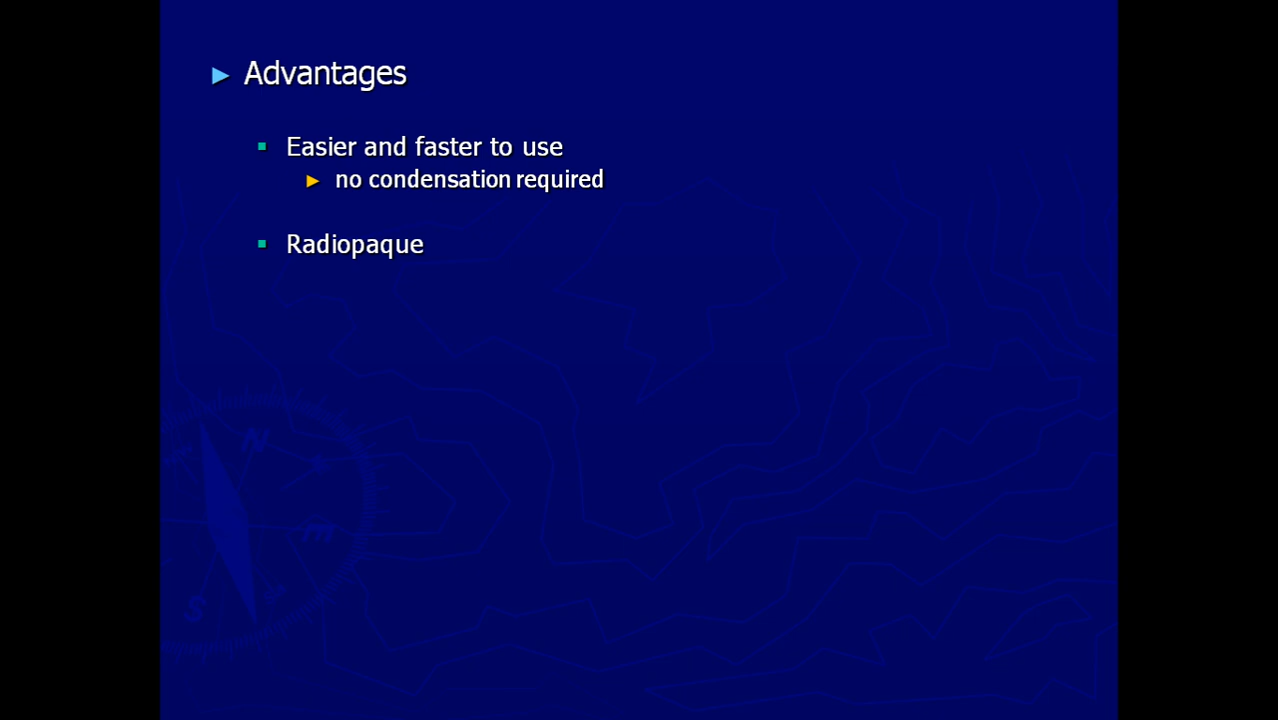 Advantages
Easier and faster to use
no condensation required
Radiopaque
N
E
S